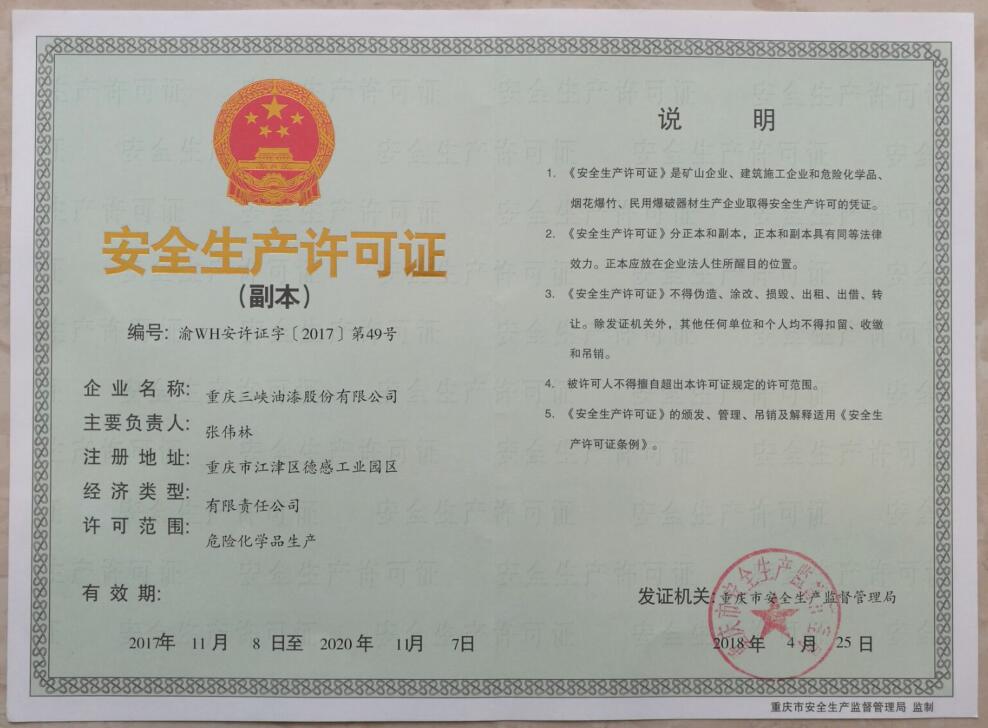 安全生产许可证
（副本）
编号: 渝WH安许证字〔2017〕第49号
企业名称: 重庆三峡油漆股份有限公司
主要负责人: 张伟林
注册地址: 重庆市江津区德感工业园区
经济类型: 有限责任公司
许可范围: 危险化学品生产
有效期:
2017年 11月 8日至 2020年 11月 7日
说 明
1. 《安全生产许可证》是矿山企业、建筑施工企业和危险化学品、
烟花爆竹、民用爆破器材生产企业取得安全生产许可的凭证。
2. 《安全生产许可证》分正本和副本，正本和副本具有同等法律
效力。正本应放在企业法人住所醒目的位置。
3. 《安全生产许可证》不得伪造、涂改、损毁、出租、出借、转
让。除发证机关外，其他任何单位和个人均不得扣留、收缴
和吊销。
4. 被许可人不得擅自超出本许可证规定的许可范围。
5. 《安全生产许可证》的颁发、管理、吊销及解释适用《安全生
产许可证条例》。
发证机关: 重庆市安全生产监督管理局
2018年 4月 25日
重庆市安全生产监督管理局 监制